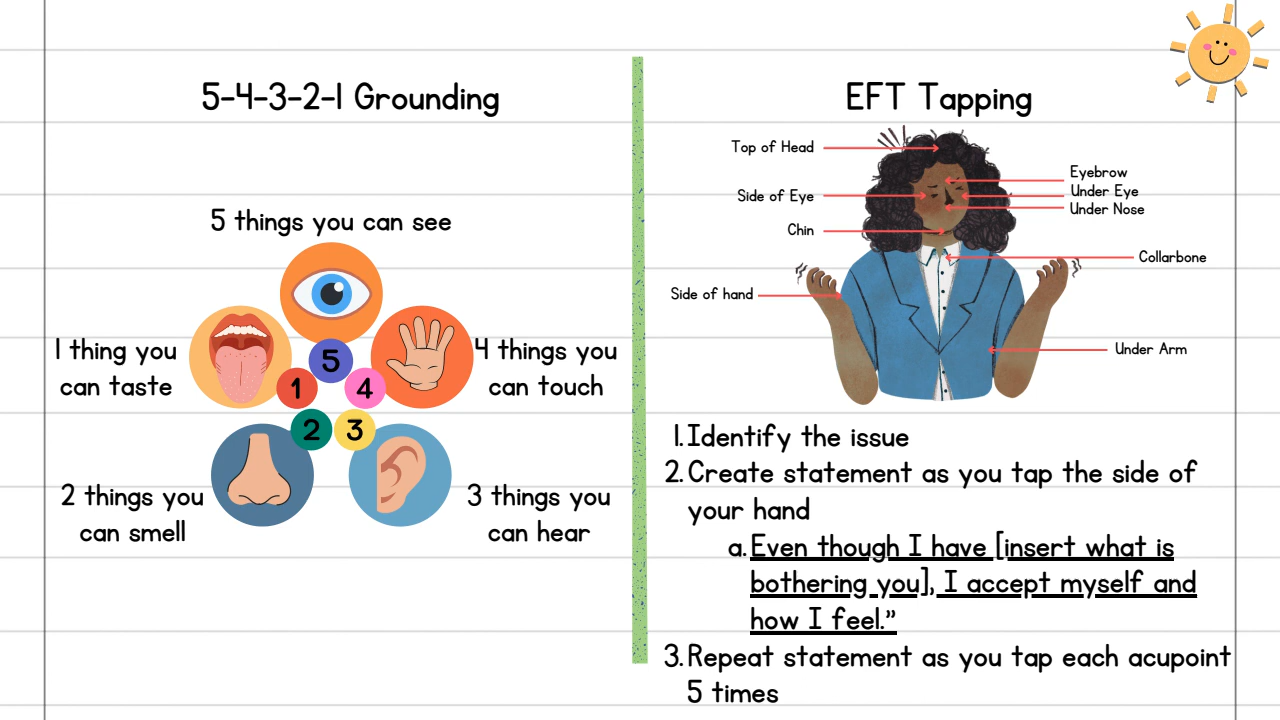 5-4-3-2-1 Grounding
5 things you can see
1 thing you
can taste
4 things you
can touch
5
1
4
2
3
2 things you
can smell
3 things you
can hear
EFT Tapping
Top of Head
Side of Eye
Chin
Side of hand
Eyebrow
Under Eye
Under Nose
Collarbone
Under Arm
1. Identify the issue
2. Create statement as you tap the side of
your hand
a. Even though I have [insert what is
bothering you], I accept myself and
how I feel.”
3. Repeat statement as you tap each acupoint
5 times